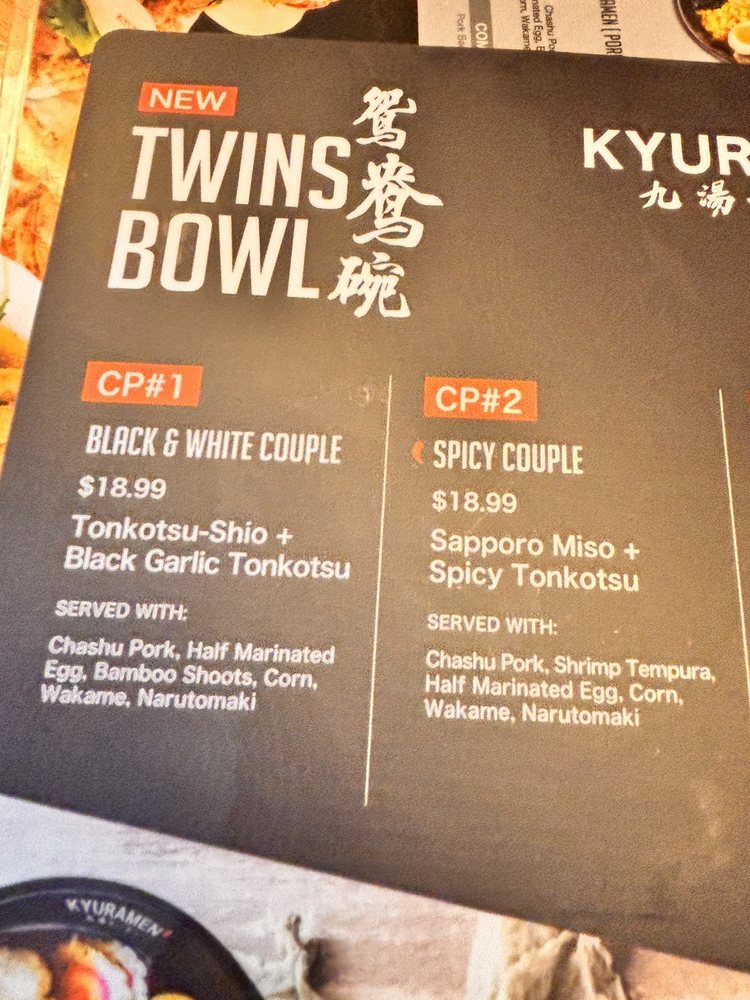 NEW
TWINS
BOWL
鴛鴦碗
KYUR
九湯
CP#1
BLACK & WHITE COUPLE
$18.99
Tonkotsu-Shio +
Black Garlic Tonkotsu
SERVED WITH:
Chashu Pork, Half Marinated
Egg, Bamboo Shoots, Corn,
Wakame, Narutomaki
CP#2
SPICY COUPLE
$18.99
Sapporo Miso +
Spicy Tonkotsu
SERVED WITH:
Chashu Pork, Shrimp Tempura,
Half Marinated Egg, Corn,
Wakame, Narutomaki
KYURAMEN